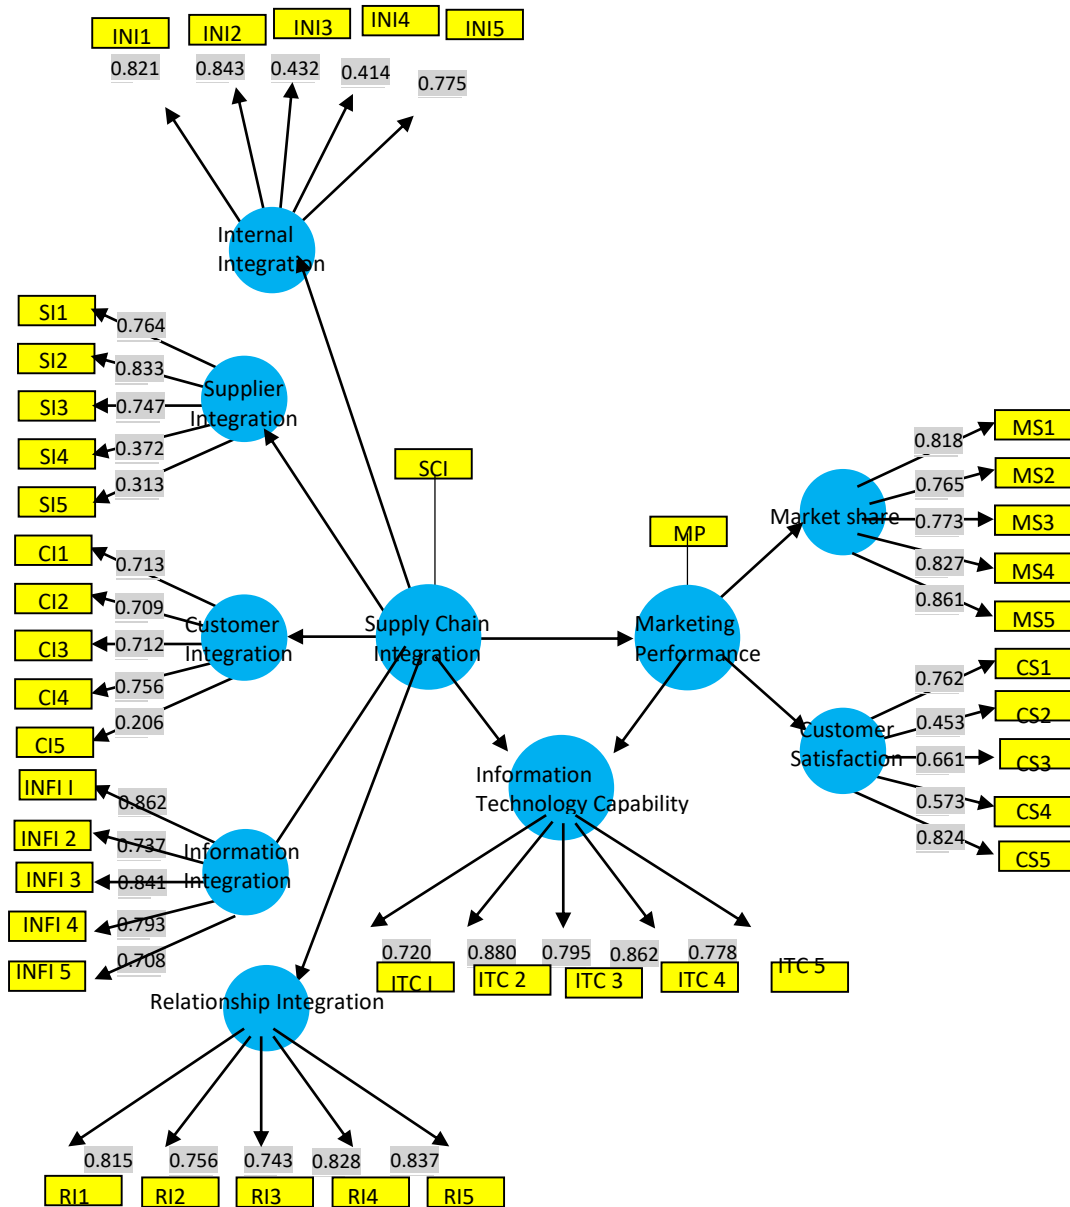 INI1 INI2 INI3 INI4 INI5
0.821 0.843 0.432 0.414 0.775
Internal
Integration
SI1
0.764
SI2
0.833
SI3
0.747
SI4
0.372
SI5
0.313
Supplier
Integration
CI1
0.713
CI2
0.709
CI3
0.712
CI4
0.756
CI5
0.206
Customer
Integration
INFI I
0.862
INFI 2
0.737
INFI 3
0.841
INFI 4
0.793
INFI 5
0.708
Information
Integration
SCI
Supply Chain
Integration
MP
Marketing
Performance
Market share
0.818
MS1
0.765
MS2
0.773
MS3
0.827
MS4
0.861
MS5
Customer
Satisfaction
0.762
CS1
0.453
CS2
0.661
CS3
0.573
CS4
0.824
CS5
Information
Technology Capability
0.720 0.880 0.795 0.862 0.778
ITC I ITC 2 ITC 3 ITC 4 ITC 5
Relationship Integration
0.815 0.756 0.743 0.828 0.837
RI1 RI2 RI3 RI4 RI5